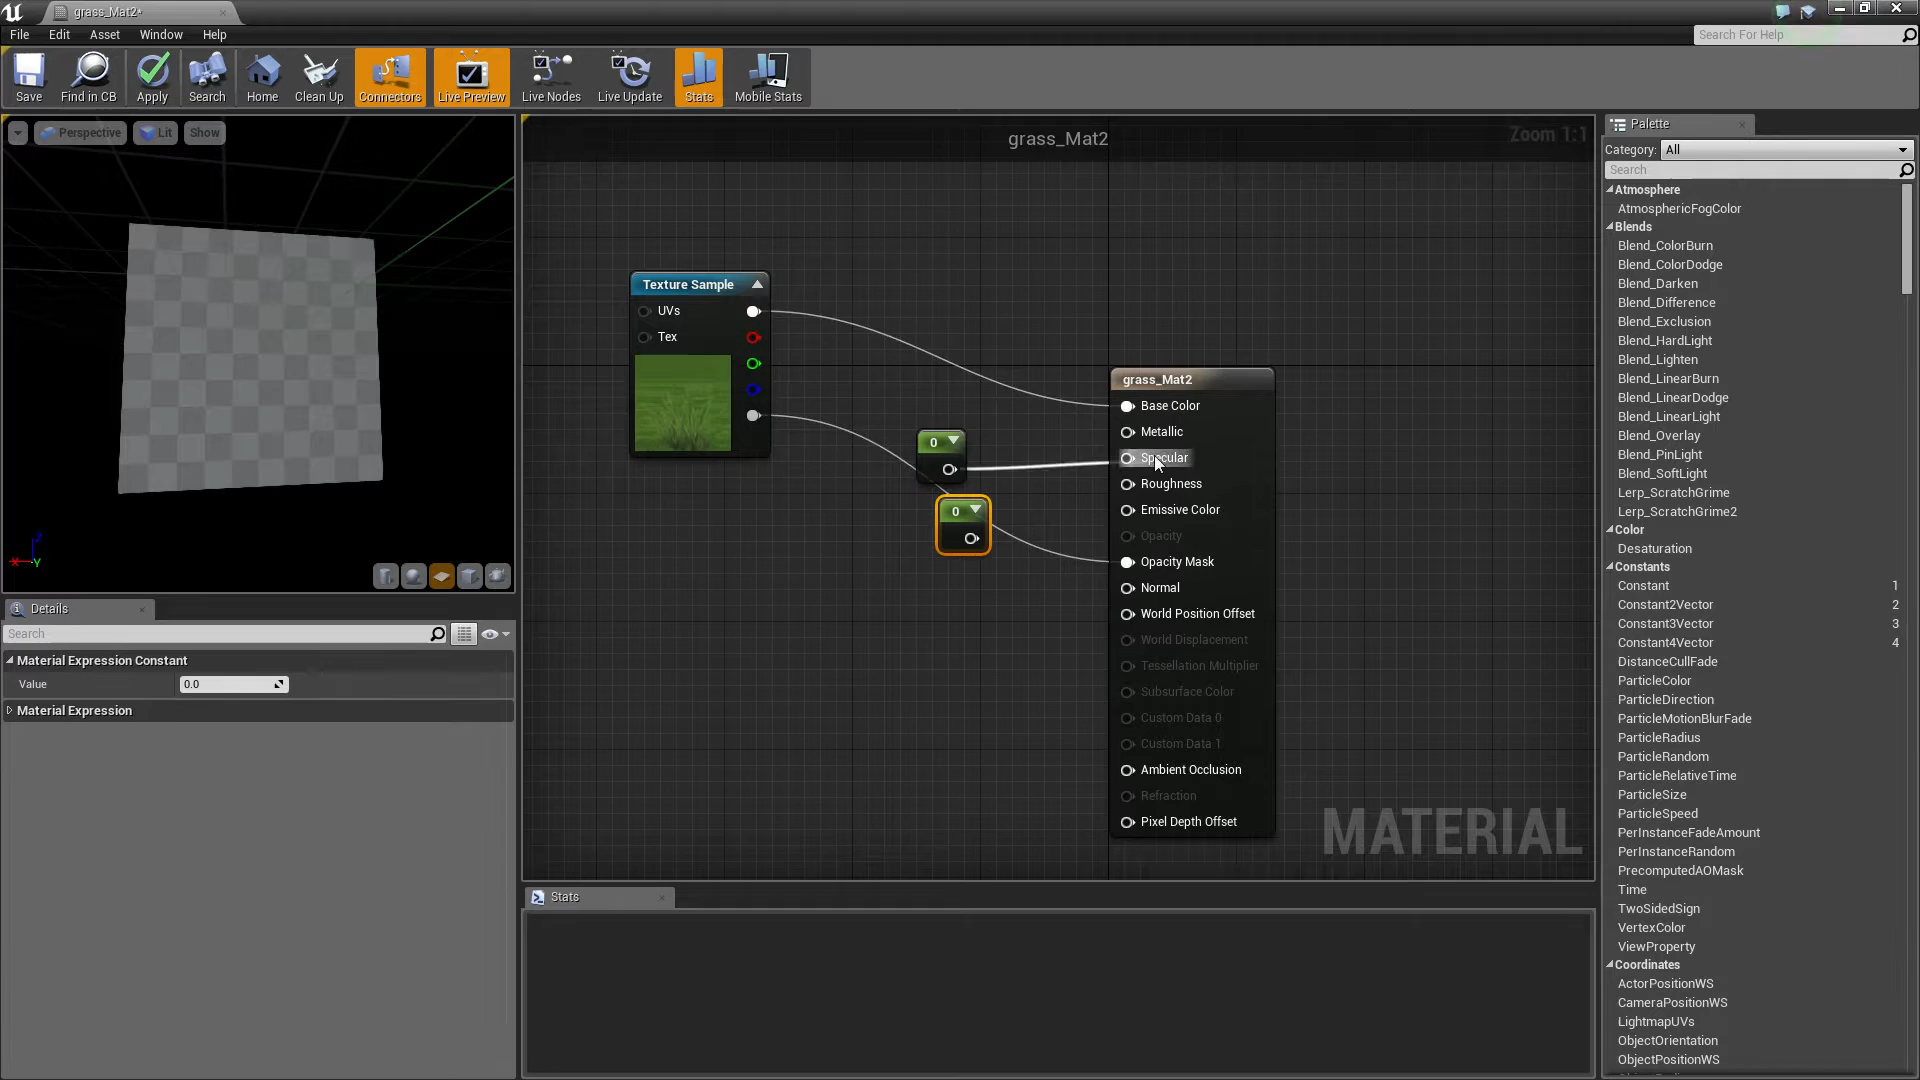 grass_Mat2*
File Edit Asset Window Help
Search For Help
Save Find in CB Apply Search Home Clean Up Connectors Live Preview Live Nodes Live Update Stats Mobile Stats
Perspective Lit Show
grass_Mat2
Zoom 1:1
Texture Sample
UVs
Tex
0
0
grass_Mat2
Base Color
Metallic
Specular
Roughness
Emissive Color
Opacity
Opacity Mask
Normal
World Position Offset
World Displacement
Tessellation Multiplier
Subsurface Color
Custom Data 0
Custom Data 1
Ambient Occlusion
Refraction
Pixel Depth Offset
MATERIAL
X Z Y
Details
Search
Material Expression Constant
Value 0.0
Material Expression
Stats
Palette
Category: All
Search
Atmosphere
AtmosphericFogColor
Blends
Blend_ColorBurn
Blend_ColorDodge
Blend_Darken
Blend_Difference
Blend_Exclusion
Blend_HardLight
Blend_Lighten
Blend_LinearBurn
Blend_LinearDodge
Blend_LinearLight
Blend_Overlay
Blend_PinLight
Blend_Screen
Blend_SoftLight
Lerp_ScratchGrime
Lerp_ScratchGrime2
Color
Desaturation
Constants
Constant 1
Constant2Vector 2
Constant3Vector 3
Constant4Vector 4
DistanceCullFade
ParticleColor
ParticleDirection
ParticleMotionBlurFade
ParticleRadius
ParticleRandom
ParticleRelativeTime
ParticleSize
ParticleSpeed
PerInstanceFadeAmount
PerInstanceRandom
PrecomputedAOMask
Time
TwoSidedSign
VertexColor
ViewProperty
Coordinates
ActorPositionWS
CameraPositionWS
LightmapUVs
ObjectOrientation
ObjectPositionWS